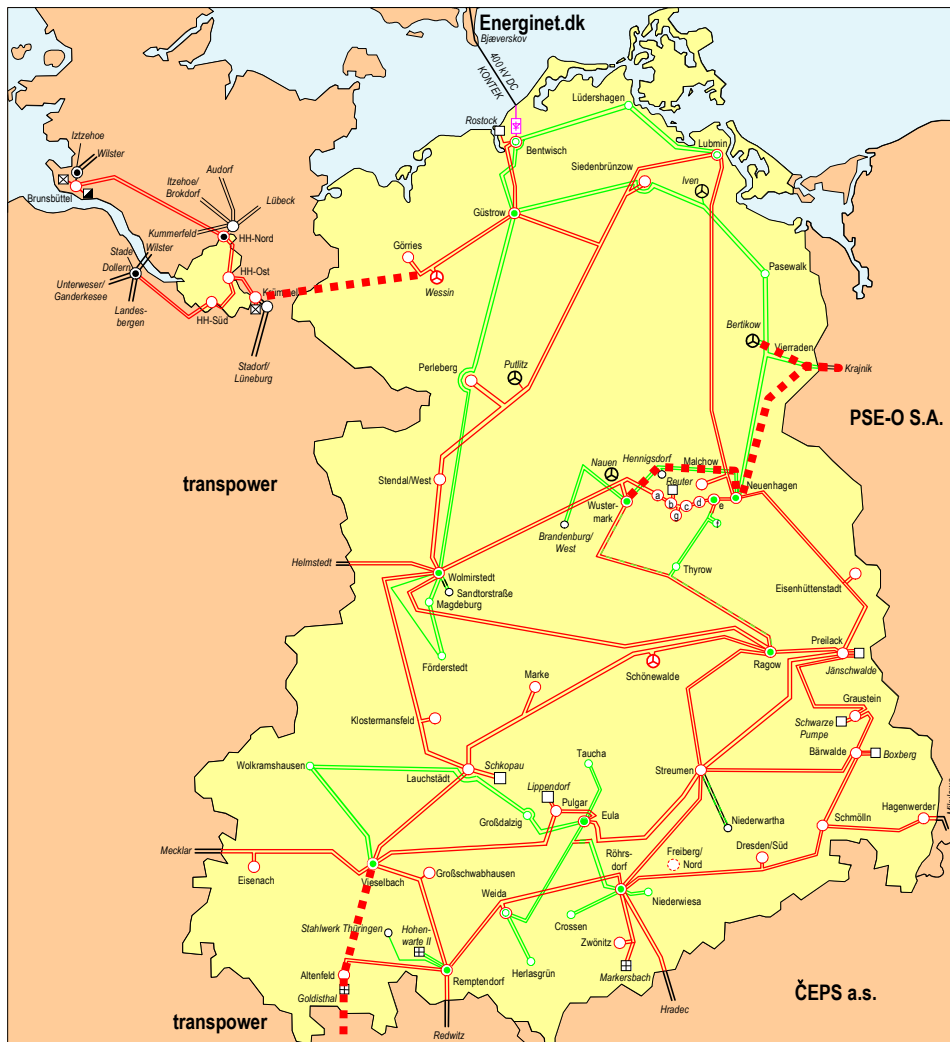 Energinet.dk
Bjæverskov
400 kV DC
KONTEK
Lüdershagen
Rostock
Bentwisch
Lubmin
Siedenbrünzow
Iven
Iztzehoe
Wilster
Brunsbüttel
Audorf
Itzehoe/
Brokdorf
Lübeck
Kummerfeld
HH-Nord
Wilster
Stade
Dollern
Unterweser/
Ganderkesee
Landes-
bergen
HH-Ost
HH-Süd
Krümmel
Stadorf/
Lüneburg
Güstrow
Görries
Wessin
Pasewalk
Bertikow
Vierraden
Krajnik
Perleberg
Putlitz
PSE-O S.A.
transpower
Stendal/West
Nauen
Hennigsdorf
Malchow
Reuter
Neuenhagen
Wuster-
mark
a
b
g
c
d
e
f
Brandenburg/
West
Thyrow
Helmstedt
Wolmirstedt
Sandtorstraße
Magdeburg
Eisenhüttenstadt
Förderstedt
Preilack
Ragow
Jänschwalde
Marke
Schönewalde
Graustein
Schwarze
Pumpe
Klostermansfeld
Bärwalde
Boxberg
Taucha
Wolkramshausen
Lauchstädt
Schkopau
Streumen
Lippendorf
Pulgar
Eula
Großdalzig
Niederwartha
Schmölln
Hagenwerder
Mecklar
Eisenach
Vieselbach
Großschwabhausen
Röhrs-
dorf
Freiberg/
Nord
Dresden/Süd
Weida
Niederwiesa
Crossen
Stahlwerk Thüringen
Hohen-
warte II
Zwönitz
Herlasgrün
Markersbach
Altenfeld
Goldisthal
Remptendorf
Hradec
ČEPS a.s.
transpower
Redwitz